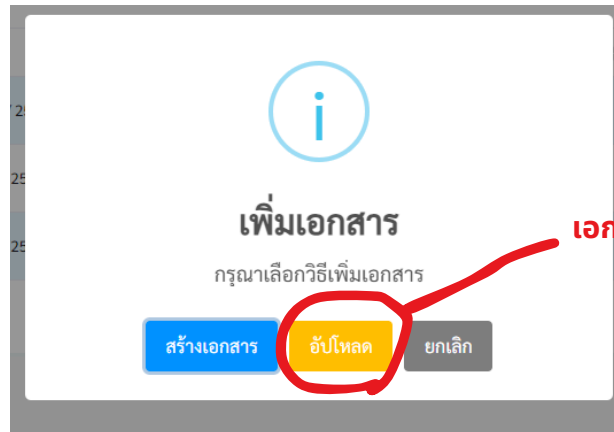 เพิ่มเอกสาร
กรุณาเลือกวิธีเพิ่มเอกสาร
สร้างเอกสาร อัปโหลด ยกเลิก